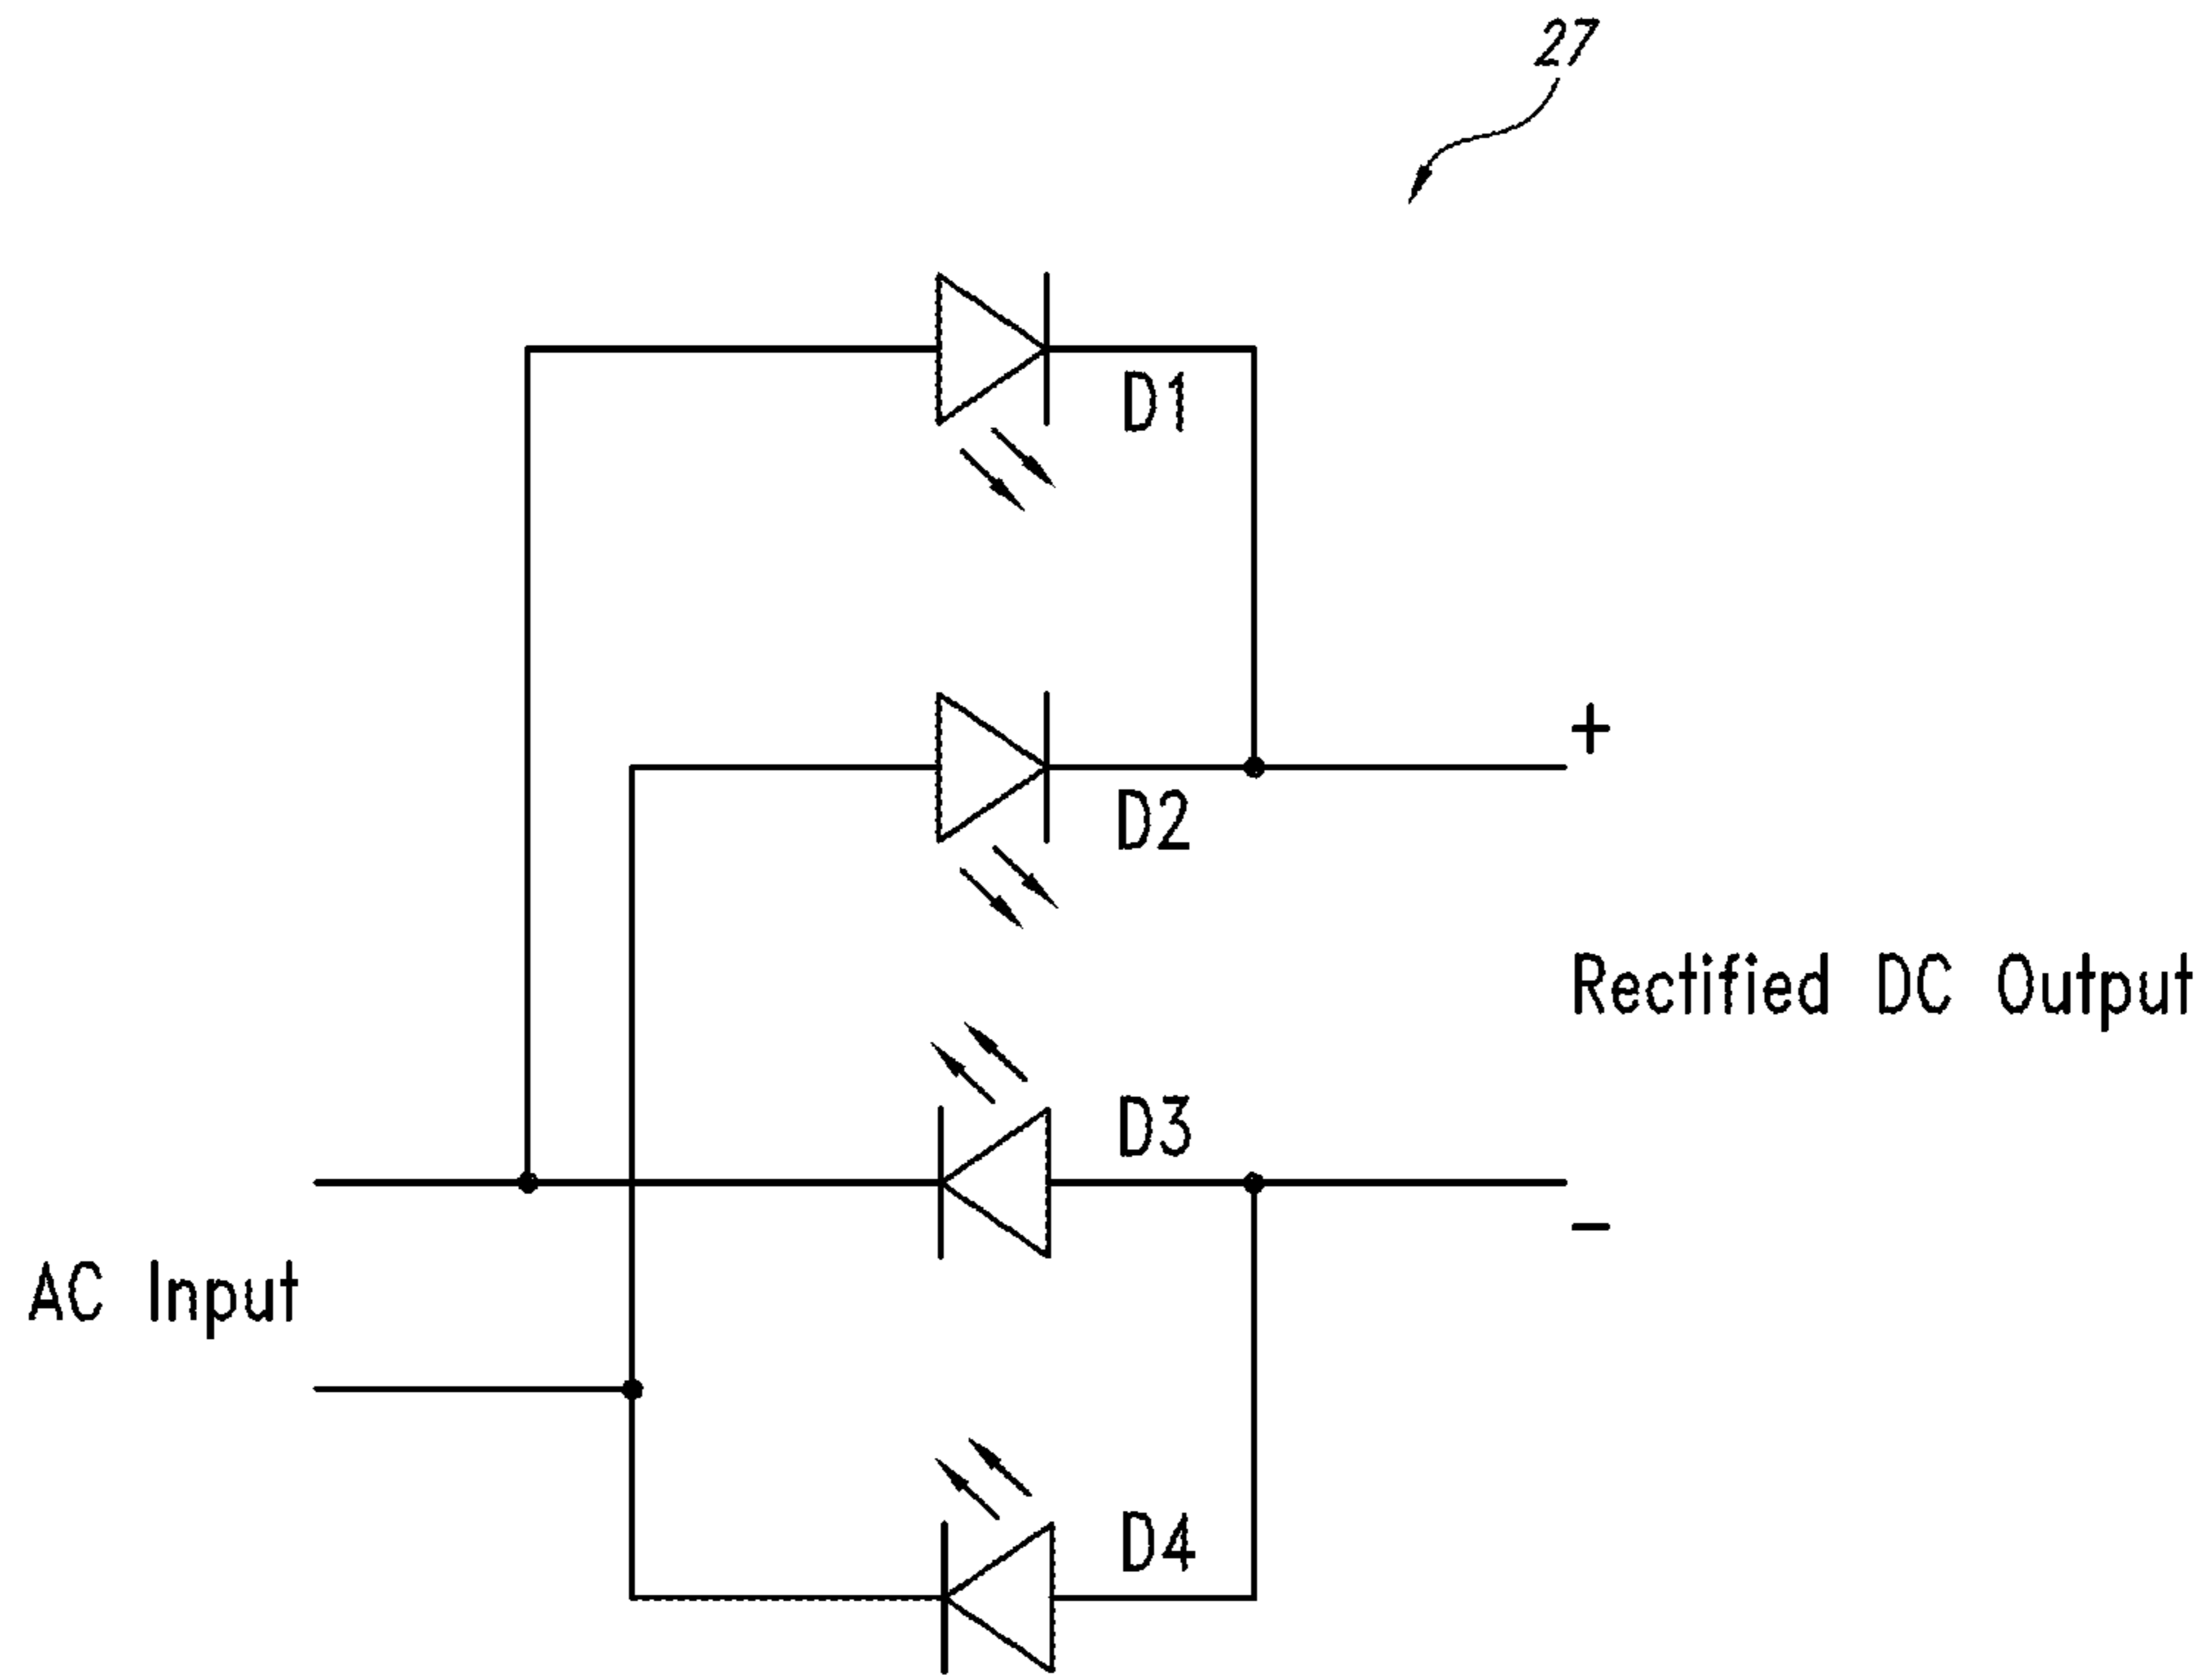 27
D1
+
D2
Rectified DC Output
D3
−
AC Input
D4